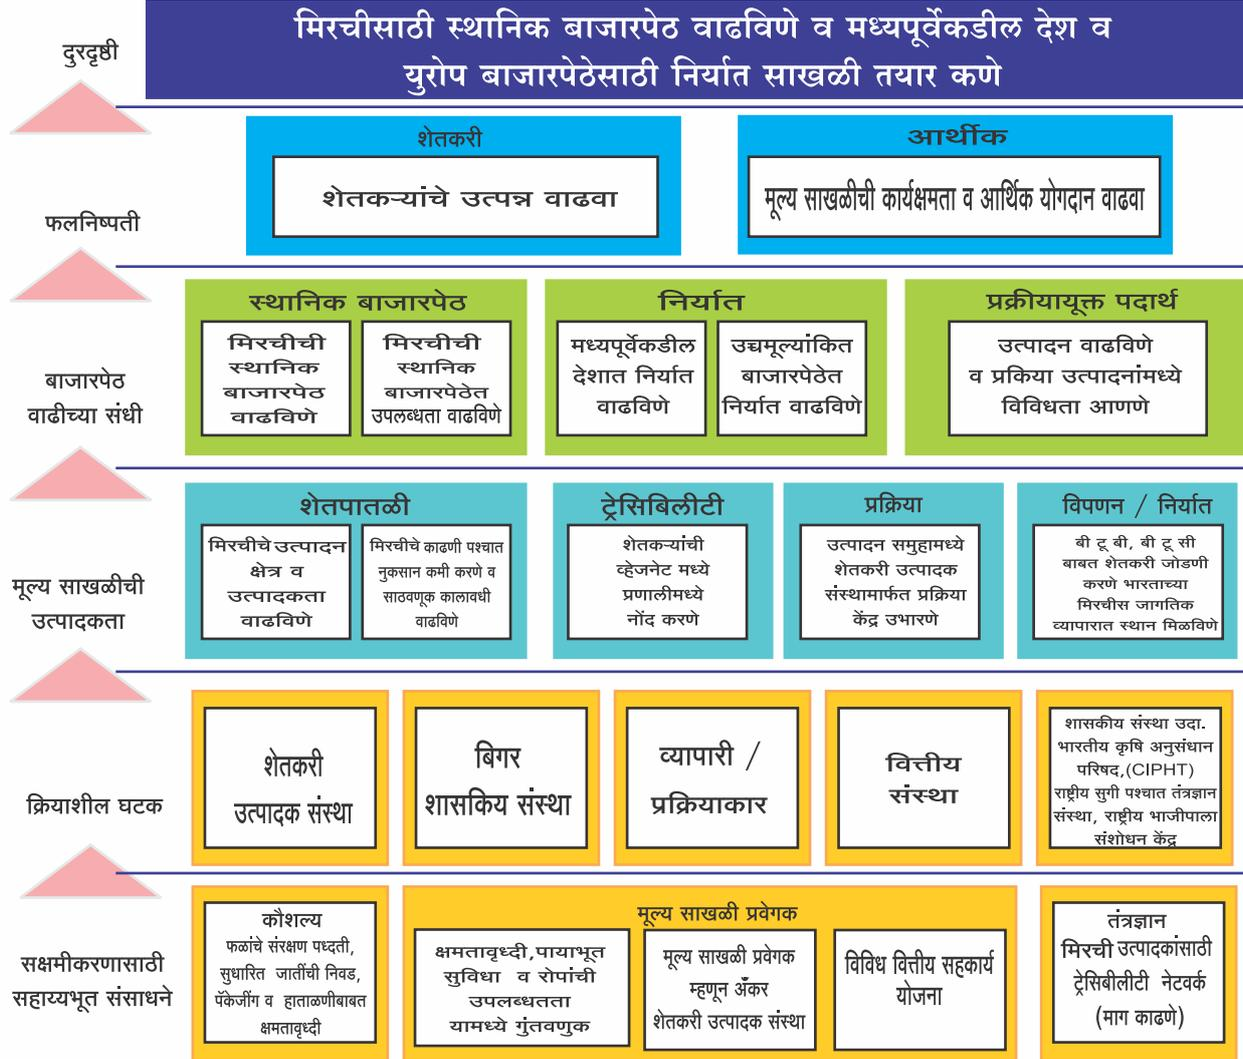 दुरदृष्ठी
मिरचीसाठी स्थानिक बाजारपेठ वाढविणे व मध्यपूर्वेकडील देश व
युरोप बाजारपेठेसाठी निर्यात साखळी तयार कणे
फलनिष्पती
शेतकरी
शेतकऱ्यांचे उत्पन्न वाढवा
आर्थीक
मूल्य साखळीची कार्यक्षमता व आर्थिक योगदान वाढवा
बाजारपेठ
वाढीच्या संधी
स्थानिक बाजारपेठ
मिरचीची
स्थानिक
बाजारपेठ
वाढविणे
मिरचीची
स्थानिक
बाजारपेठेत
उपलब्धता वाढविणे
निर्यात
मध्यपूर्वेकडील
देशात निर्यात
वाढविणे
उच्चमूल्यांकित
बाजारपेठेत
निर्यात वाढविणे
प्रक्रीयायूक्त पदार्थ
उत्पादन वाढविणे
व प्रकिया उत्पादनांमध्ये
विविधता आणणे
मूल्य साखळीची
उत्पादकता
शेतपातळी
मिरचीचे उत्पादन
क्षेत्र व
उत्पादकता
वाढविणे
मिरचीचे काढणी पश्चात
नुकसान कमी करणे व
साठवणूक कालावधी
वाढविणे
ट्रेसिबिलीटी
शेतकऱ्यांची
व्हेजनेट मध्ये
प्रणालीमध्ये
नोंद करणे
प्रक्रिया
उत्पादन समुहामध्ये
शेतकरी उत्पादक
संस्थामार्फत प्रक्रिया
केंद्र उभारणे
विपणन / निर्यात
बी टू बी, बी टू सी
बाबत शेतकरी जोडणी
करणे भारताच्या
मिरचीस जागतिक
व्यापारात स्थान मिळविणे
क्रियाशील घटक
शेतकरी
उत्पादक संस्था
बिगर
शासकिय संस्था
व्यापारी /
प्रक्रियाकार
वित्तीय
संस्था
शासकीय संस्था उदा.
भारतीय कृषि अनुसंधान
परिषद,(CIPHT)
राष्ट्रीय सुगी पश्चात तंत्रज्ञान
संस्था, राष्ट्रीय भाजीपाला
संशोधन केंद्र
सक्षमीकरणासाठी
सहाय्यभूत संसाधने
कौशल्य
फळांचे संरक्षण पध्दती,
सुधारित जातींची निवड,
पॅकेजींग व हाताळणीबाबत
क्षमतावृध्दी
मूल्य साखळी प्रवेगक
क्षमतावृध्दी,पायाभूत
सुविधा व रोपांची
उपलब्धतता
यामध्ये गुंतवणुक
मूल्य साखळी प्रवेगक
म्हणून अँकर
शेतकरी उत्पादक संस्था
विविध वित्तीय सहकार्य
योजना
तंत्रज्ञान
मिरची उत्पादकांसाठी
ट्रेसिबीलीटी नेटवर्क
(माग काढणे)